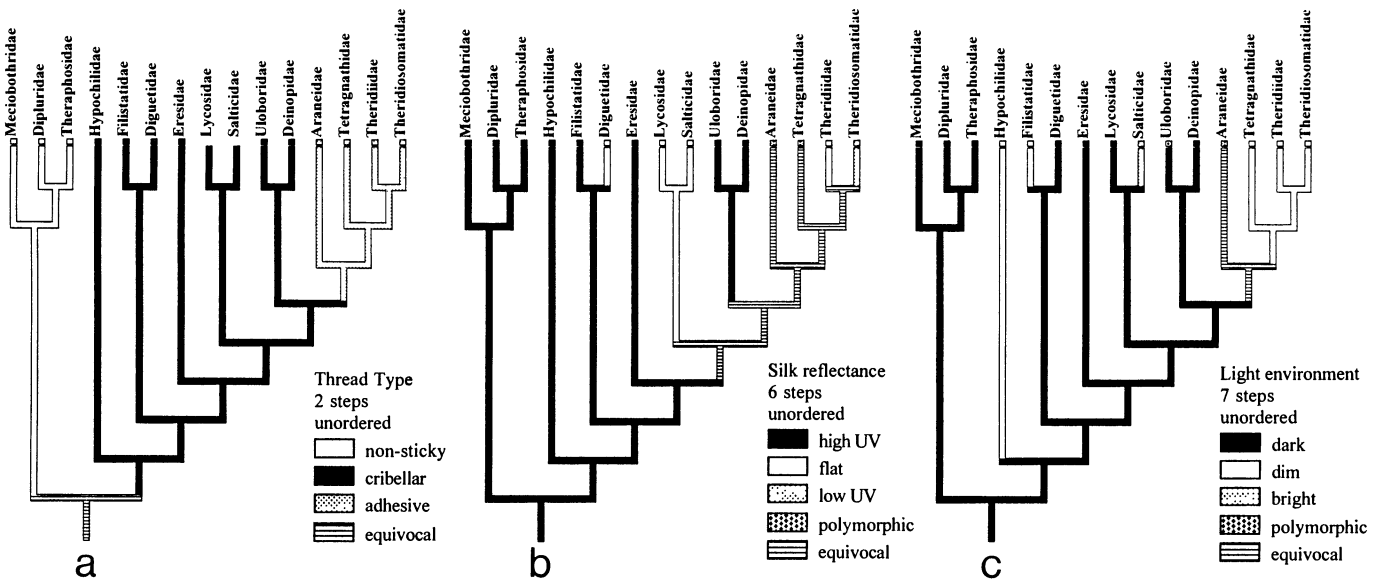 Meciobothridae
Dipluridae
Theraphosidae
Hypochilidae
Filistatidae
Diguetidae
Eresidae
Lycosidae
Salticidae
Uloboridae
Deinopidae
Araneidae
Tetragnathidae
Theridiidae
Theridiosomatidae
Thread Type
2 steps
unordered
non-sticky
cribellar
adhesive
equivocal
a
Meciobothridae
Dipluridae
Theraphosidae
Hypochilidae
Filistatidae
Diguetidae
Eresidae
Lycosidae
Salticidae
Uloboridae
Deinopidae
Araneidae
Tetragnathidae
Theridiidae
Theridiosomatidae
Silk reflectance
6 steps
unordered
high UV
flat
low UV
polymorphic
equivocal
b
Meciobothridae
Dipluridae
Theraphosidae
Hypochilidae
Filistatidae
Diguetidae
Eresidae
Lycosidae
Salticidae
Uloboridae
Deinopidae
Araneidae
Tetragnathidae
Theridiidae
Theridiosomatidae
Light environment
7 steps
unordered
dark
dim
bright
polymorphic
equivocal
c